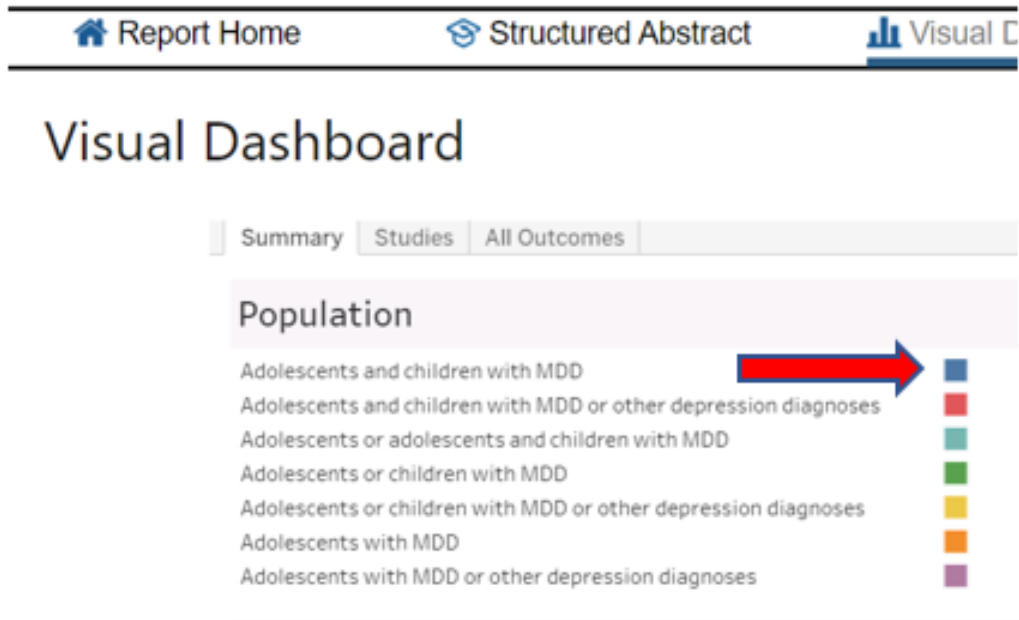 Report Home Structured Abstract Visual D
Visual Dashboard
Summary Studies All Outcomes
Population
Adolescents and children with MDD
Adolescents and children with MDD or other depression diagnoses
Adolescents or adolescents and children with MDD
Adolescents or children with MDD
Adolescents or children with MDD or other depression diagnoses
Adolescents with MDD
Adolescents with MDD or other depression diagnoses